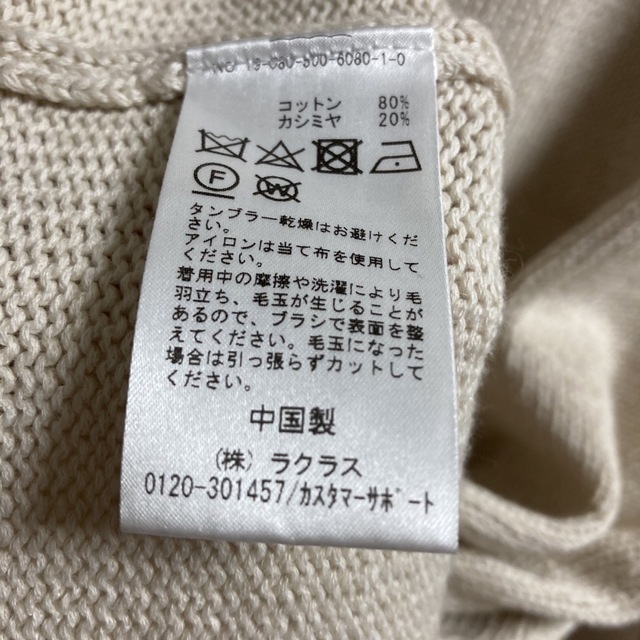 コットン 80%
カシミヤ 20%
F
W
タンブラー乾燥はお避けくだ
さい。
アイロンは当て布を使用して
ください。
着用中の摩擦や洗濯により毛
羽立ち、毛玉が生じることが
あるので、ブラシで表面を整
えてください。毛玉になった
場合は引っ張らずカットして
ください。
中国製
(株) ラクラス
0120-301457/カスタマーサポート